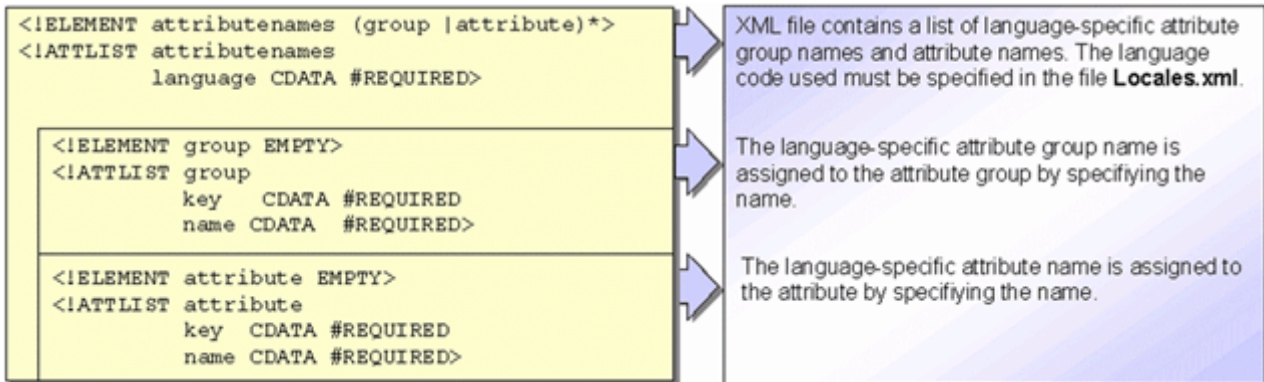 <!ELEMENT attributenames (group |attribute)*>
<!ATTLIST attributenames
language CDATA #REQUIRED>
XML file contains a list of language-specific attribute
group names and attribute names. The language
code used must be specified in the file Locales.xml.
<!ELEMENT group EMPTY>
<!ATTLIST group
key CDATA #REQUIRED
name CDATA #REQUIRED>
The language-specific attribute group name is
assigned to the attribute group by specifiying the
name.
<!ELEMENT attribute EMPTY>
<!ATTLIST attribute
key CDATA #REQUIRED
name CDATA #REQUIRED>
The language-specific attribute name is assigned to
the attribute by specifiying the name.